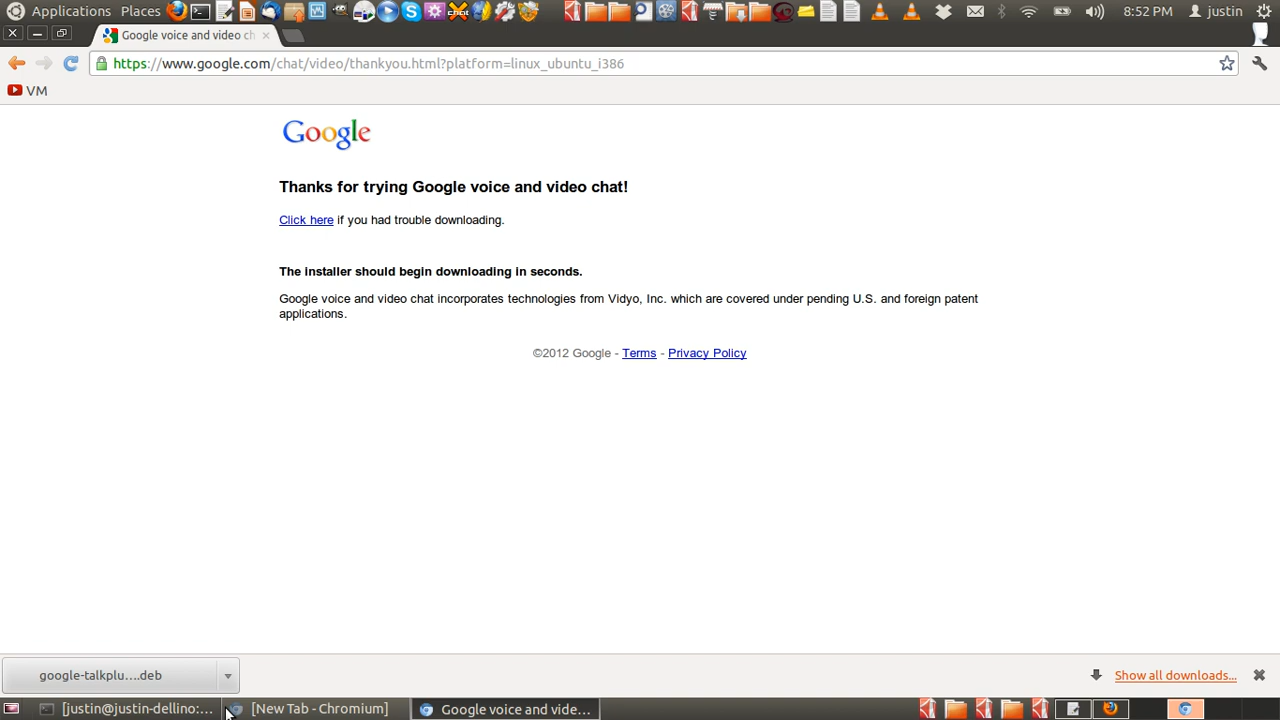 Applications Places 8:52 PM justin
Google voice and video ch
https://www.google.com/chat/video/thankyou.html?platform=linux_ubuntu_i386
VM
Google
Thanks for trying Google voice and video chat!
Click here if you had trouble downloading.
The installer should begin downloading in seconds.
Google voice and video chat incorporates technologies from Vidyo, Inc. which are covered under pending U.S. and foreign patent
applications.
©2012 Google - Terms - Privacy Policy
google-talkplu....deb Show all downloads...
[justin@justin-dellino:... [New Tab - Chromium] Google voice and vide...